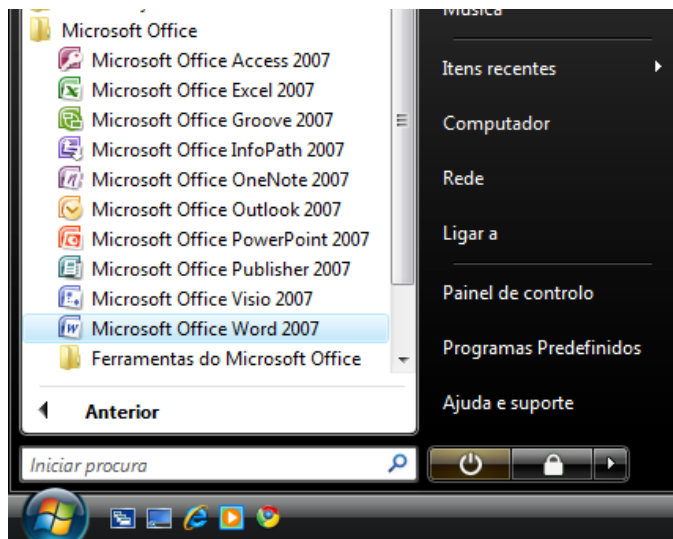 Microsoft Office
Microsoft Office Access 2007
Microsoft Office Excel 2007
Microsoft Office Groove 2007
Microsoft Office InfoPath 2007
Microsoft Office OneNote 2007
Microsoft Office Outlook 2007
Microsoft Office PowerPoint 2007
Microsoft Office Publisher 2007
Microsoft Office Visio 2007
Microsoft Office Word 2007
Ferramentas do Microsoft Office
Anterior
Iniciar procura
Música
Itens recentes
Computador
Rede
Ligar a
Painel de controlo
Programas Predefinidos
Ajuda e suporte